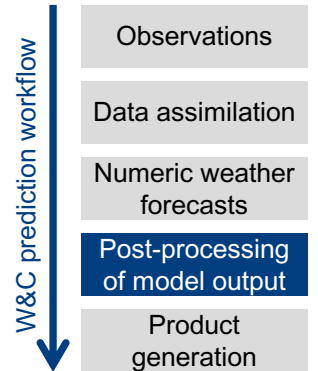 W&C prediction workflow
Observations
Data assimilation
Numeric weather
forecasts
Post-processing
of model output
Product
generation